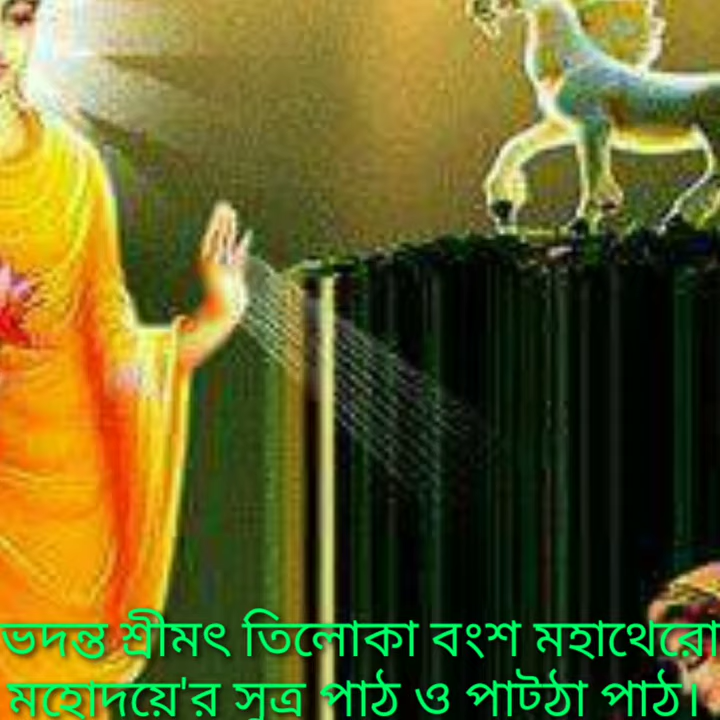 ভদন্ত শ্রীমৎ তিলোকা বংশ মহাথেরো
মহোদয়ে'র সূত্র পাঠ ও পাটঠা পাঠ।